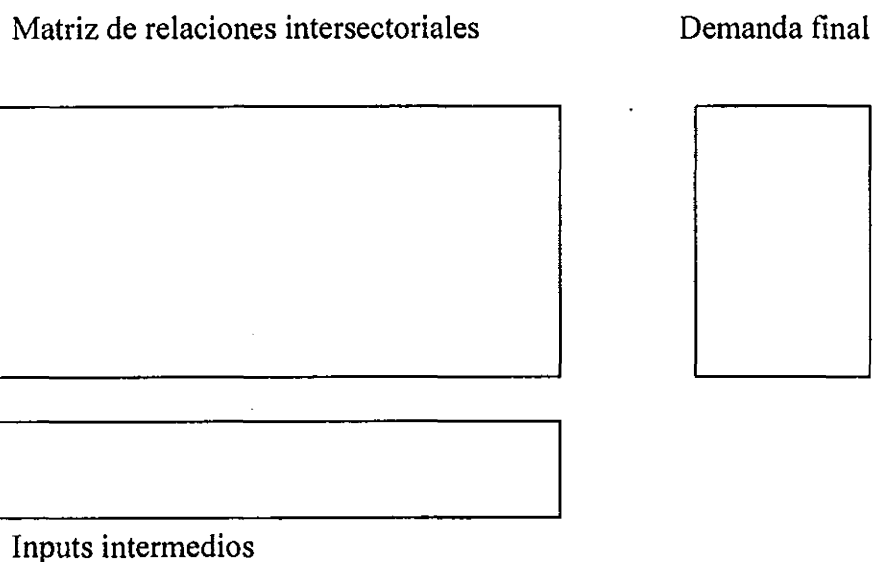 Matriz de relaciones intersectoriales
Demanda final
Inputs intermedios